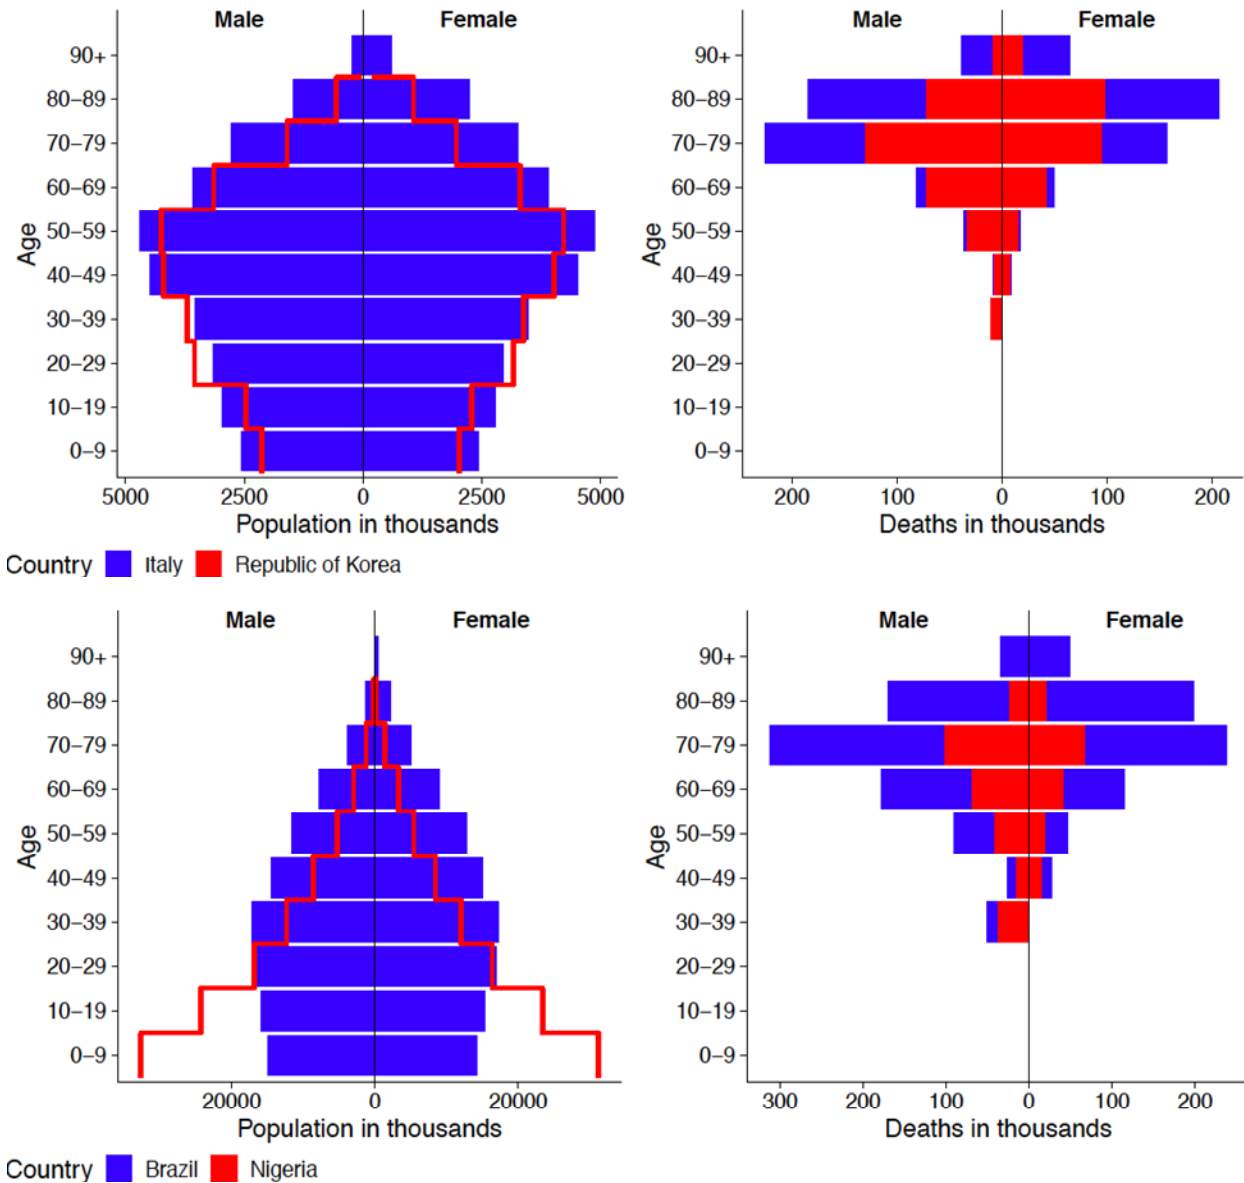 Male Female Male Female
90+
80–89
70–79
60–69
50–59
40–49
30–39
20–29
10–19
0–9
Age
5000 2500 0 2500 5000
Population in thousands
200 100 0 100 200
Deaths in thousands
Country Italy Republic of Korea
Male Female
90+
80–89
70–79
60–69
50–59
40–49
30–39
20–29
10–19
0–9
Age
20000 0 20000
Population in thousands
Country Brazil Nigeria
Age
90+
80–89
70–79
60–69
50–59
40–49
30–39
20–29
10–19
0–9
Male Female
Age
90+
80–89
70–79
60–69
50–59
40–49
30–39
20–29
10–19
0–9
300 200 100 0 100 200
Deaths in thousands